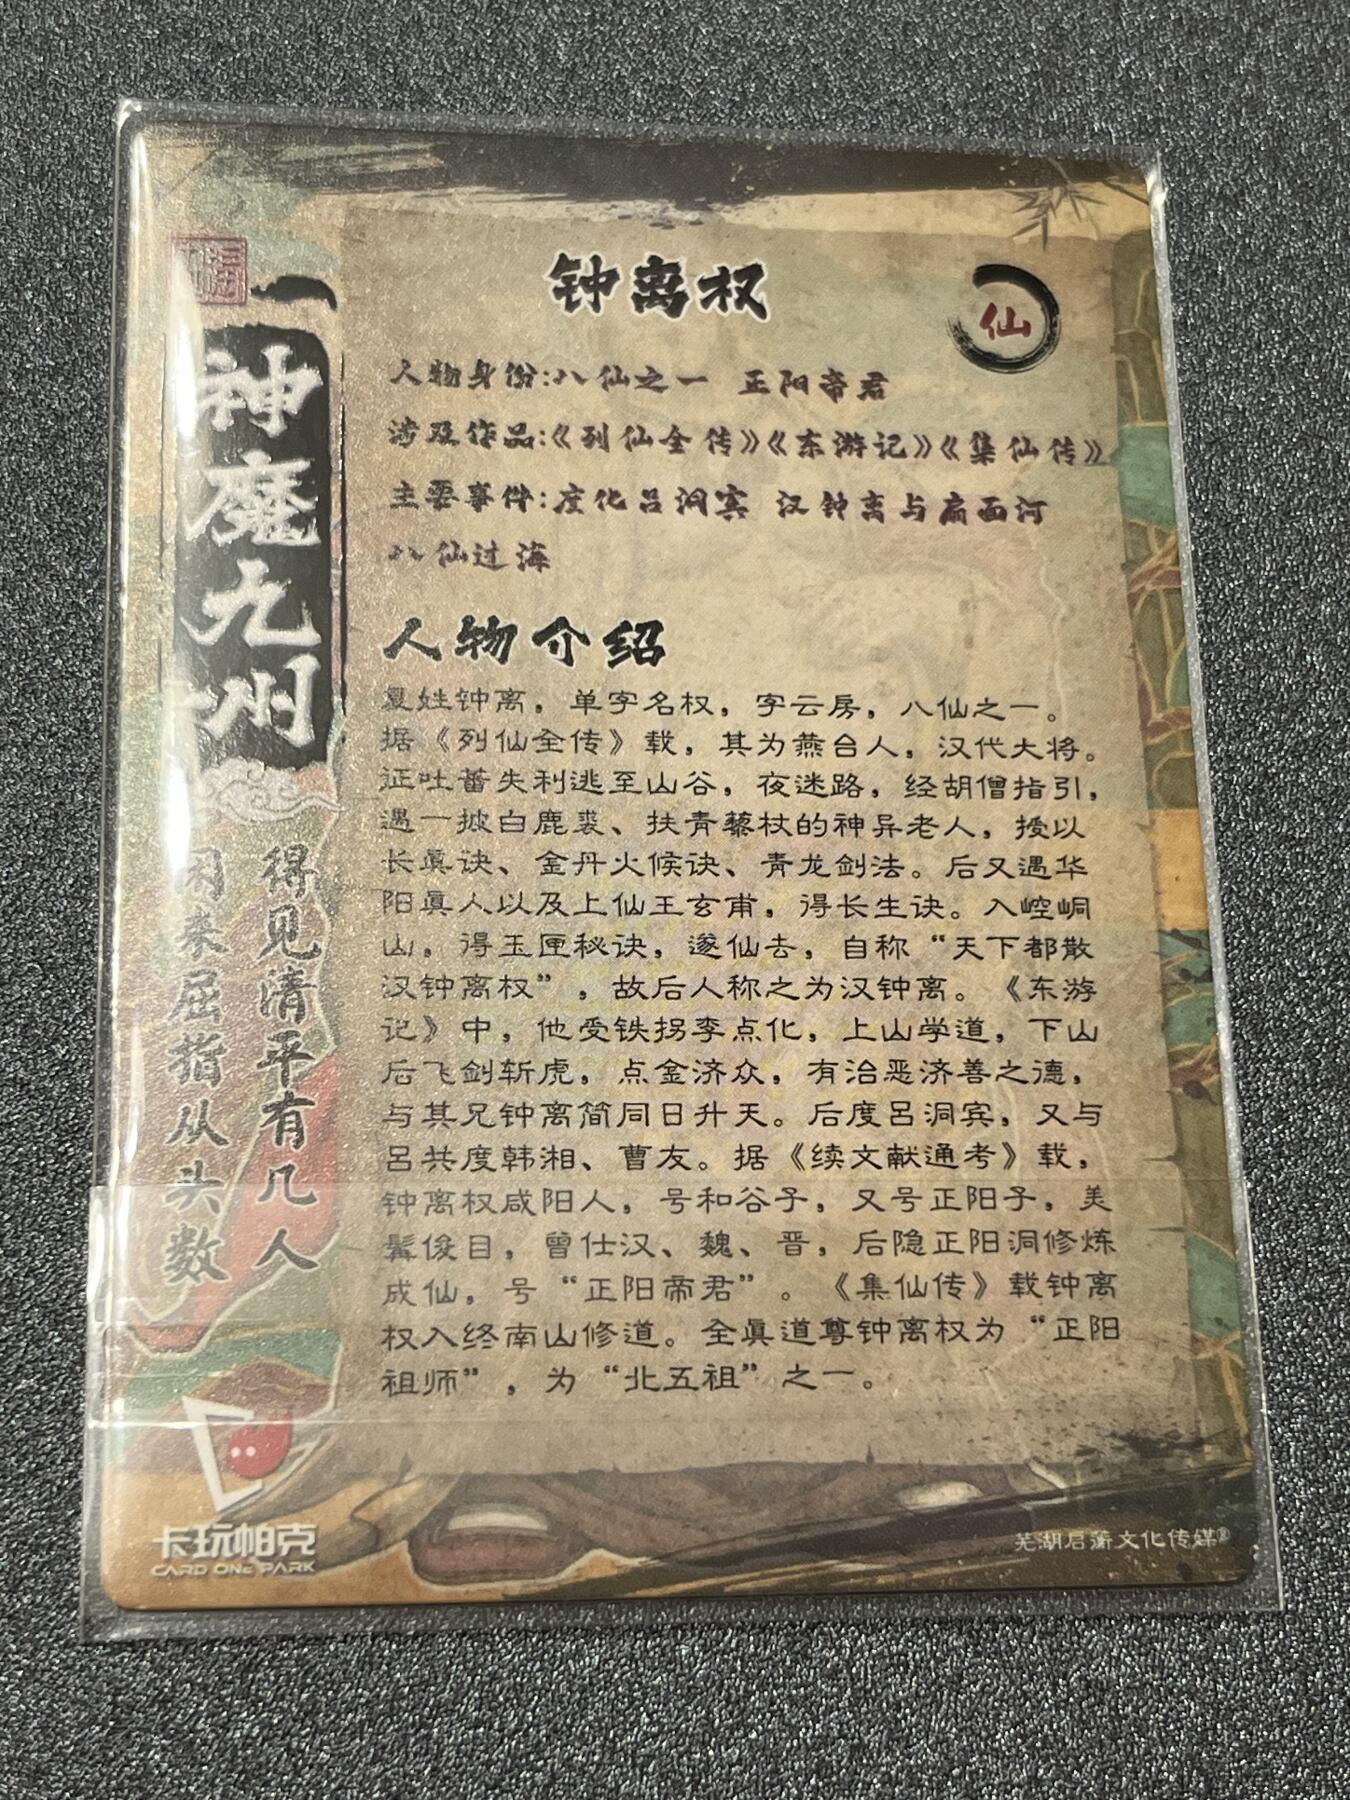 钟离权
仙
人物身份:八仙之一 正阳帝君
涉及作品:《列仙全传》《东游记》《集仙传》
主要事件:度化吕洞宾 汉钟离与扇面河
八仙过海
人物介绍
复姓钟离，单字名权，字云房，八仙之一。
据《列仙全传》载，其为燕台人，汉代大将。
征吐蕃失利逃至山谷，夜迷路，经胡僧指引，
遇一披白鹿裘、扶青藜杖的神异老人，授以
长真诀、金丹火候诀、青龙剑法。后又遇华
阳真人以及上仙王玄甫，得长生诀。入崆峒
山，得玉匣秘诀，遂仙去，自称“天下都散
汉钟离权”，故后人称之为汉钟离。《东游
记》中，他受铁拐李点化，上山学道，下山
后飞剑斩虎，点金济众，有治恶济善之德，
与其兄钟离简同日升天。后度吕洞宾，又与
吕共度韩湘、曹友。据《续文献通考》载，
钟离权咸阳人，号和谷子，又号正阳子，美
髯俊目，曾仕汉、魏、晋，后隐正阳洞修炼
成仙，号“正阳帝君”。《集仙传》载钟离
权入终南山修道。全真道尊钟离权为“正阳
祖师”，为“北五祖”之一。
神魔九州
得见清平有几人
闲来屈指从头数
卡玩帕克
CARD ONE PARK
芜湖启蒲文化传媒®